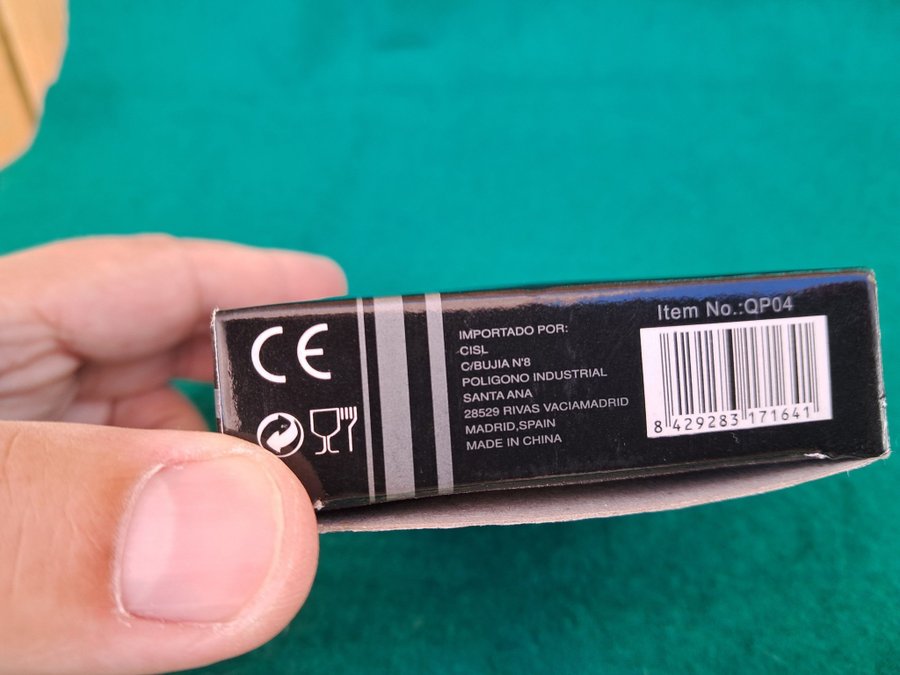 CE
IMPORTADO POR:
CISL
C/BUJIA N'8
POLIGONO INDUSTRIAL
SANTA ANA
28529 RIVAS VACIAMADRID
MADRID,SPAIN
MADE IN CHINA
Item No.:QP04
8 429283 171641